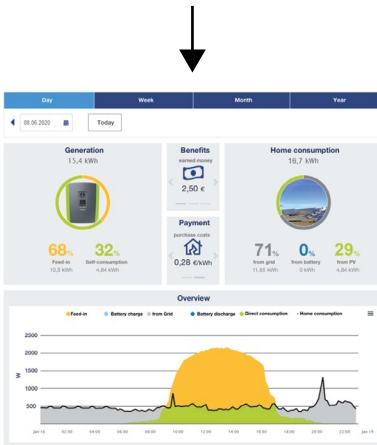 Day Week Month Year
08.06.2020 Today
Generation
15,4 kWh
68% 32%
Feed-in Self-consumption
10,5 kWh 4,84 kWh
Benefits
earned money
2,50 €
Payment
purchase costs
0,28 €/kWh
Home consumption
16,7 kWh
71% 0% 29%
from grid from battery from PV
11,85 kWh 0 kWh 4,84 kWh
Overview
Feed-in Battery charge from Grid Battery discharge Direct consumption - Home consumption
W
2500
2000
1500
1000
500
Jan 18 02:00 04:00 06:00 08:00 10:00 12:00 14:00 16:00 18:00 20:00 22:00 Jan 19